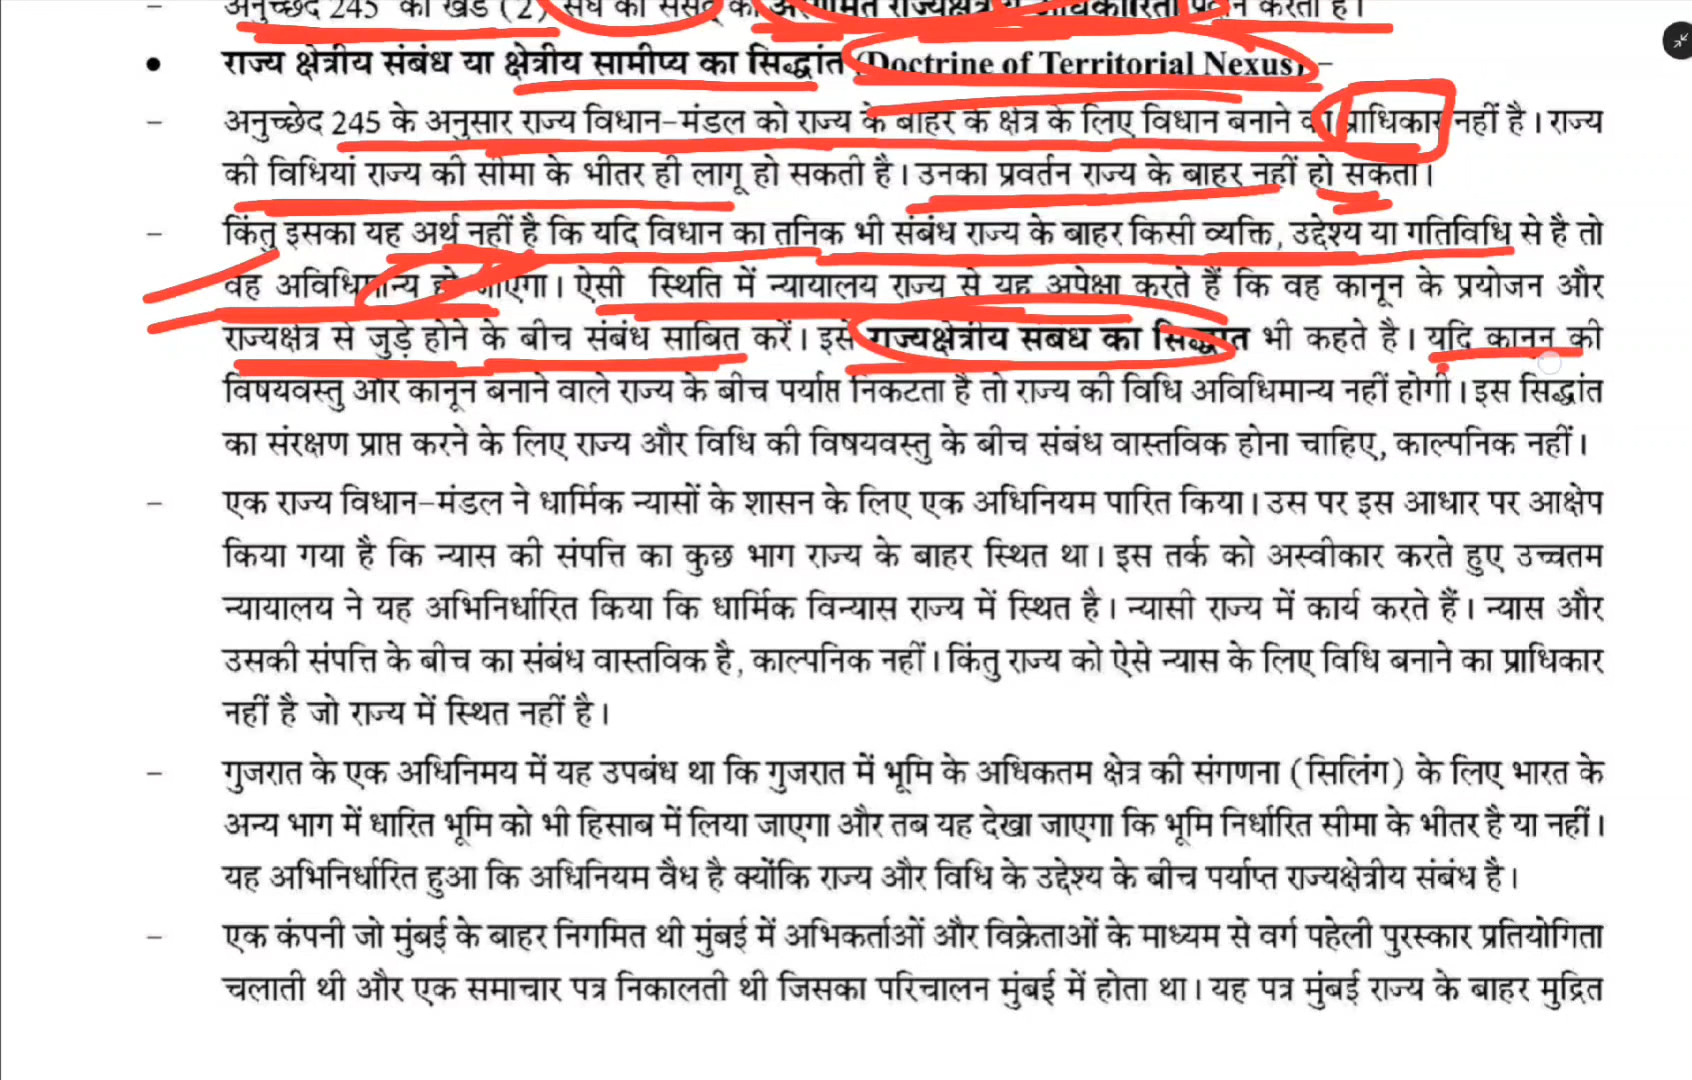 अनुच्छेद 245 का खंड (2) संघ की संसद् को राज्यक्षेत्र प्रदान करता है।
• राज्य क्षेत्रीय संबंध या क्षेत्रीय सामीप्य का सिद्धांत (Doctrine of Territorial Nexus) –
– अनुच्छेद 245 के अनुसार राज्य विधान–मंडल को राज्य के बाहर के क्षेत्र के लिए विधान बनाने का प्राधिकार नहीं है। राज्य
की विधियां राज्य की सीमा के भीतर ही लागू हो सकती है। उनका प्रवर्तन राज्य के बाहर नहीं हो सकता।
– किंतु इसका यह अर्थ नहीं है कि यदि विधान का तनिक भी संबंध राज्य के बाहर किसी व्यक्ति, उद्देश्य या गतिविधि से है तो
वह अविधिमान्य हो जाएगा। ऐसी स्थिति में न्यायालय राज्य से यह अपेक्षा करते हैं कि वह कानून के प्रयोजन और
राज्यक्षेत्र से जुड़े होने के बीच संबंध साबित करें। इसे राज्यक्षेत्रीय संबंध का सिद्धांत भी कहते है। यदि कानून की
विषयवस्तु और कानून बनाने वाले राज्य के बीच पर्याप्त निकटता है तो राज्य की विधि अविधिमान्य नहीं होगी। इस सिद्धांत
का संरक्षण प्राप्त करने के लिए राज्य और विधि की विषयवस्तु के बीच संबंध वास्तविक होना चाहिए, काल्पनिक नहीं।
– एक राज्य विधान–मंडल ने धार्मिक न्यासों के शासन के लिए एक अधिनियम पारित किया। उस पर इस आधार पर आक्षेप
किया गया है कि न्यास की संपत्ति का कुछ भाग राज्य के बाहर स्थित था। इस तर्क को अस्वीकार करते हुए उच्चतम
न्यायालय ने यह अभिनिर्धारित किया कि धार्मिक विन्यास राज्य में स्थित है। न्यासी राज्य में कार्य करते हैं। न्यास और
उसकी संपत्ति के बीच का संबंध वास्तविक है, काल्पनिक नहीं। किंतु राज्य को ऐसे न्यास के लिए विधि बनाने का प्राधिकार
नहीं है जो राज्य में स्थित नहीं है।
– गुजरात के एक अधिनिमय में यह उपबंध था कि गुजरात में भूमि के अधिकतम क्षेत्र की संगणना (सिलिंग) के लिए भारत के
अन्य भाग में धारित भूमि को भी हिसाब में लिया जाएगा और तब यह देखा जाएगा कि भूमि निर्धारित सीमा के भीतर है या नहीं।
यह अभिनिर्धारित हुआ कि अधिनियम वैध है क्योंकि राज्य और विधि के उद्देश्य के बीच पर्याप्त राज्यक्षेत्रीय संबंध है।
– एक कंपनी जो मुंबई के बाहर निगमित थी मुंबई में अभिकर्ताओं और विक्रेताओं के माध्यम से वर्ग पहेली पुरस्कार प्रतियोगिता
चलाती थी और एक समाचार पत्र निकालती थी जिसका परिचालन मुंबई में होता था। यह पत्र मुंबई राज्य के बाहर मुद्रित